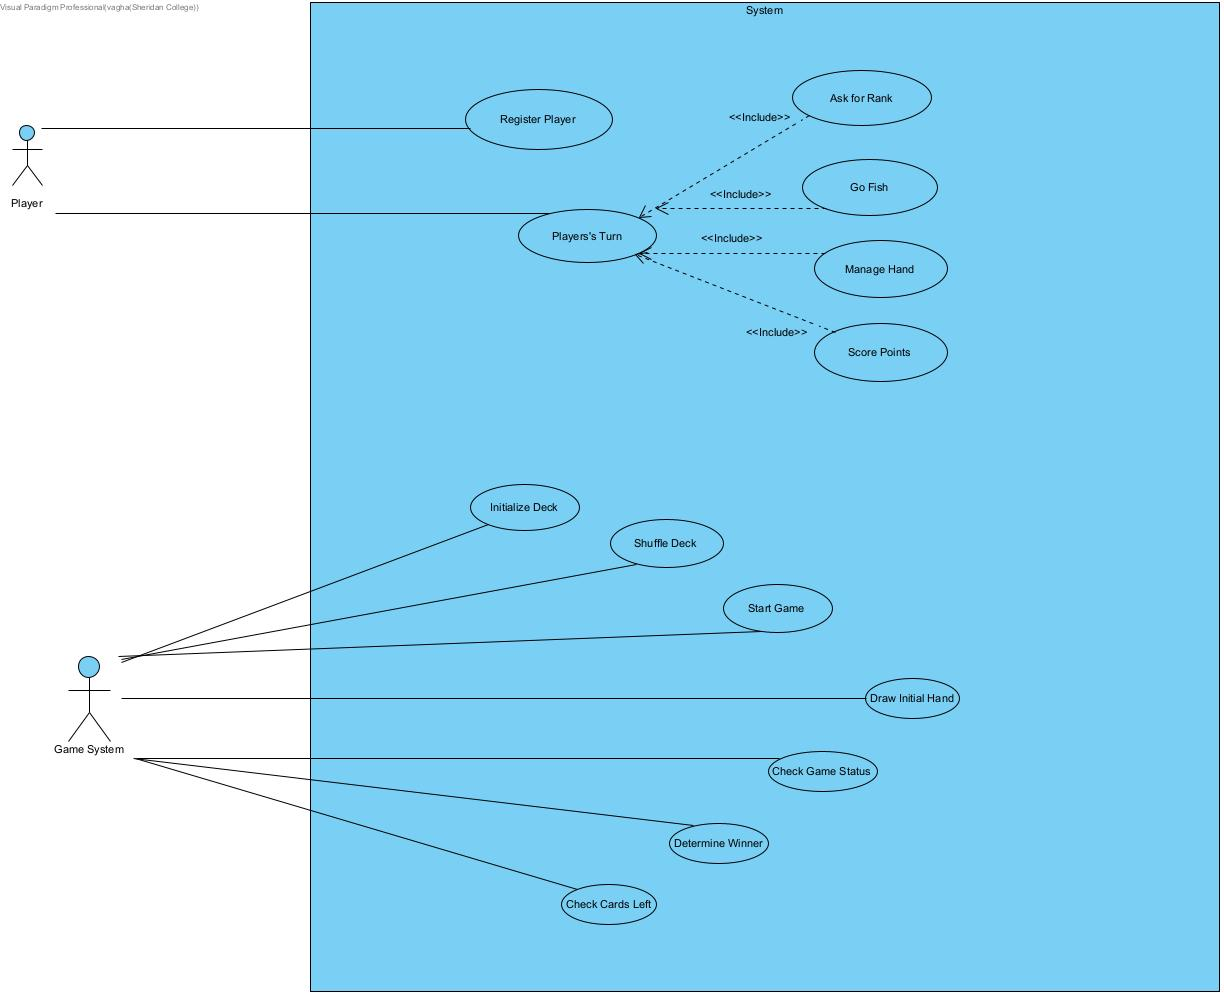 Visual Paradigm Professional(vagha(Sheridan College))
System
Ask for Rank
Register Player
<<Include>>
Go Fish
<<Include>>
Player
Players's Turn
<<Include>>
Manage Hand
<<Include>>
Score Points
Initialize Deck
Shuffle Deck
Start Game
Draw Initial Hand
Game System
Check Game Status
Determine Winner
Check Cards Left